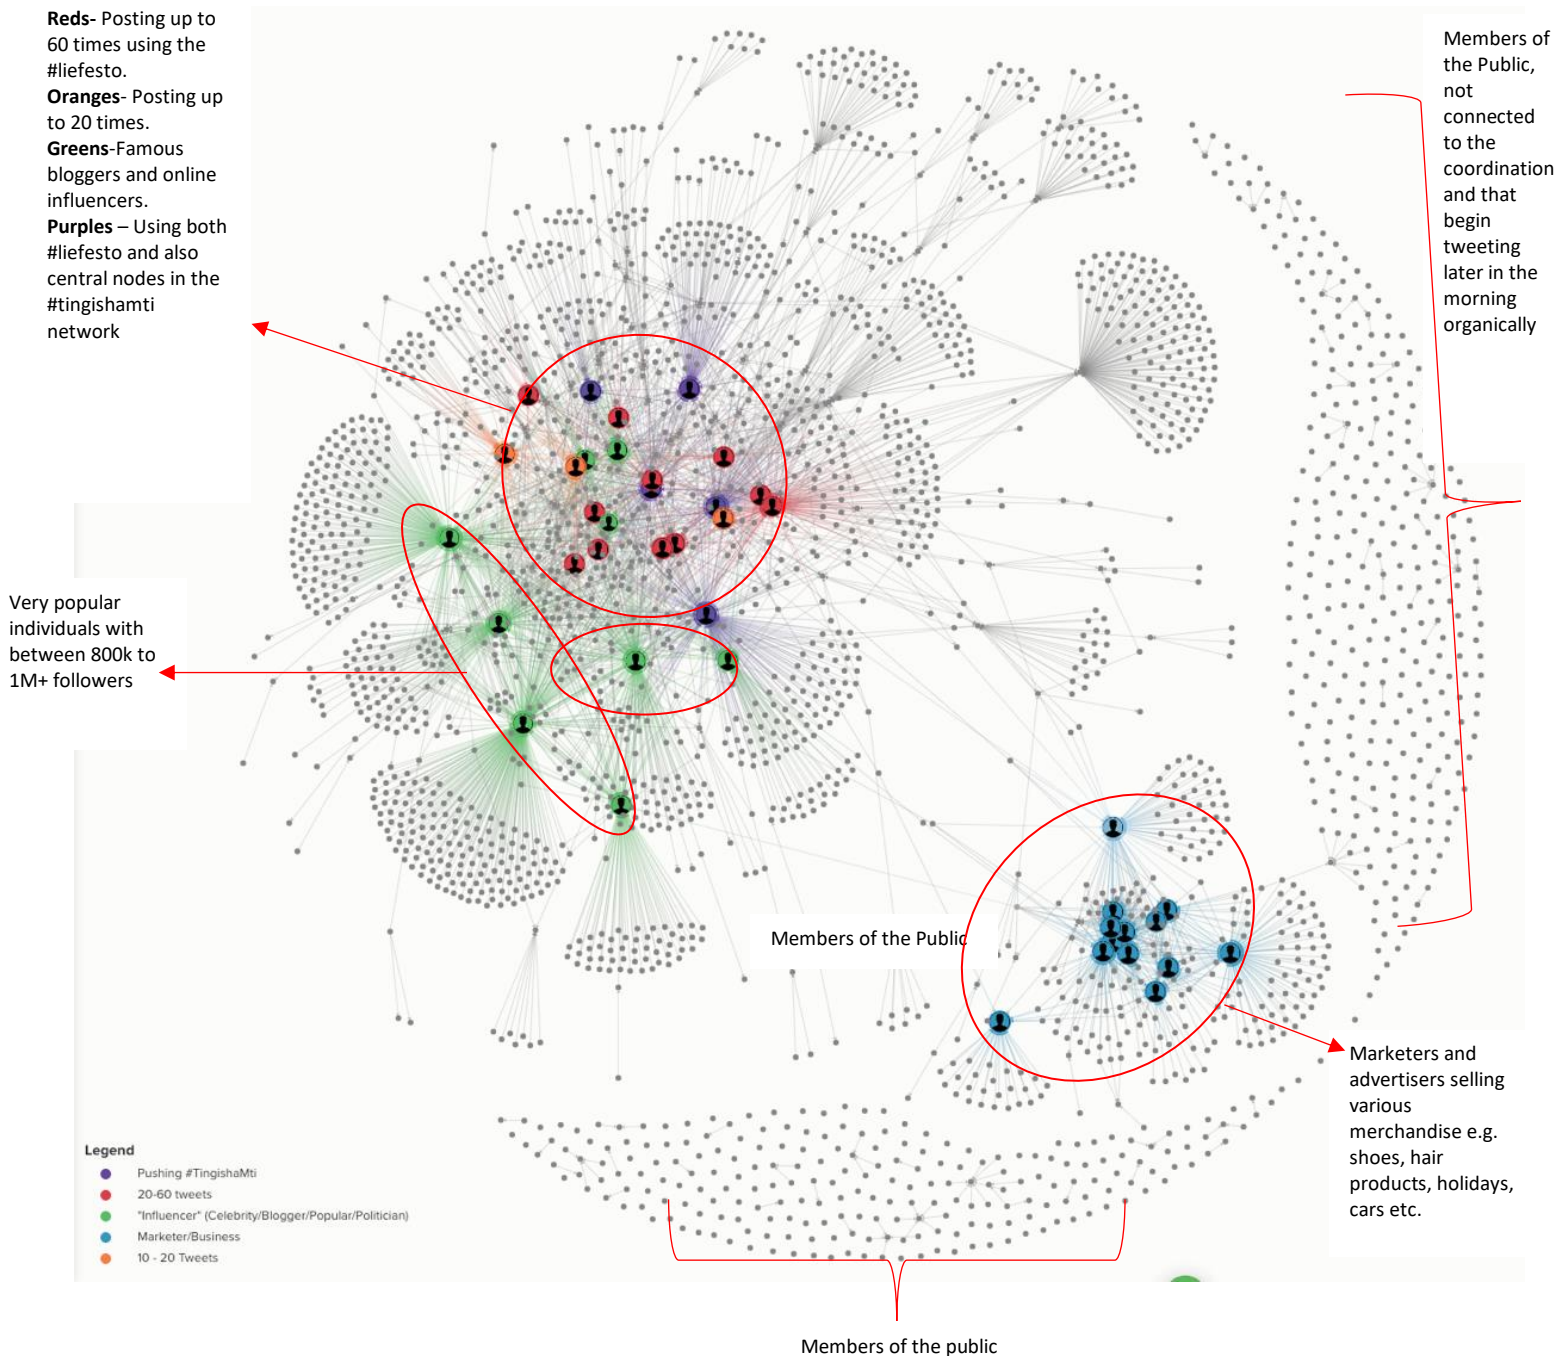 Reds- Posting up to
60 times using the
#liefesto.
Oranges- Posting up
to 20 times.
Greens-Famous
bloggers and online
influencers.
Purples – Using both
#liefesto and also
central nodes in the
#tingishamti
network
Members of
the Public,
not
connected
to the
coordination
and that
begin
tweeting
later in the
morning
organically
Very popular
individuals with
between 800k to
1M+ followers
Members of the Public
Marketers and
advertisers selling
various
merchandise e.g.
shoes, hair
products, holidays,
cars etc.
Legend
Pushing #TingishaMti
20-60 tweets
"Influencer" (Celebrity/Blogger/Popular/Politician)
Marketer/Business
10 - 20 Tweets
Members of the public